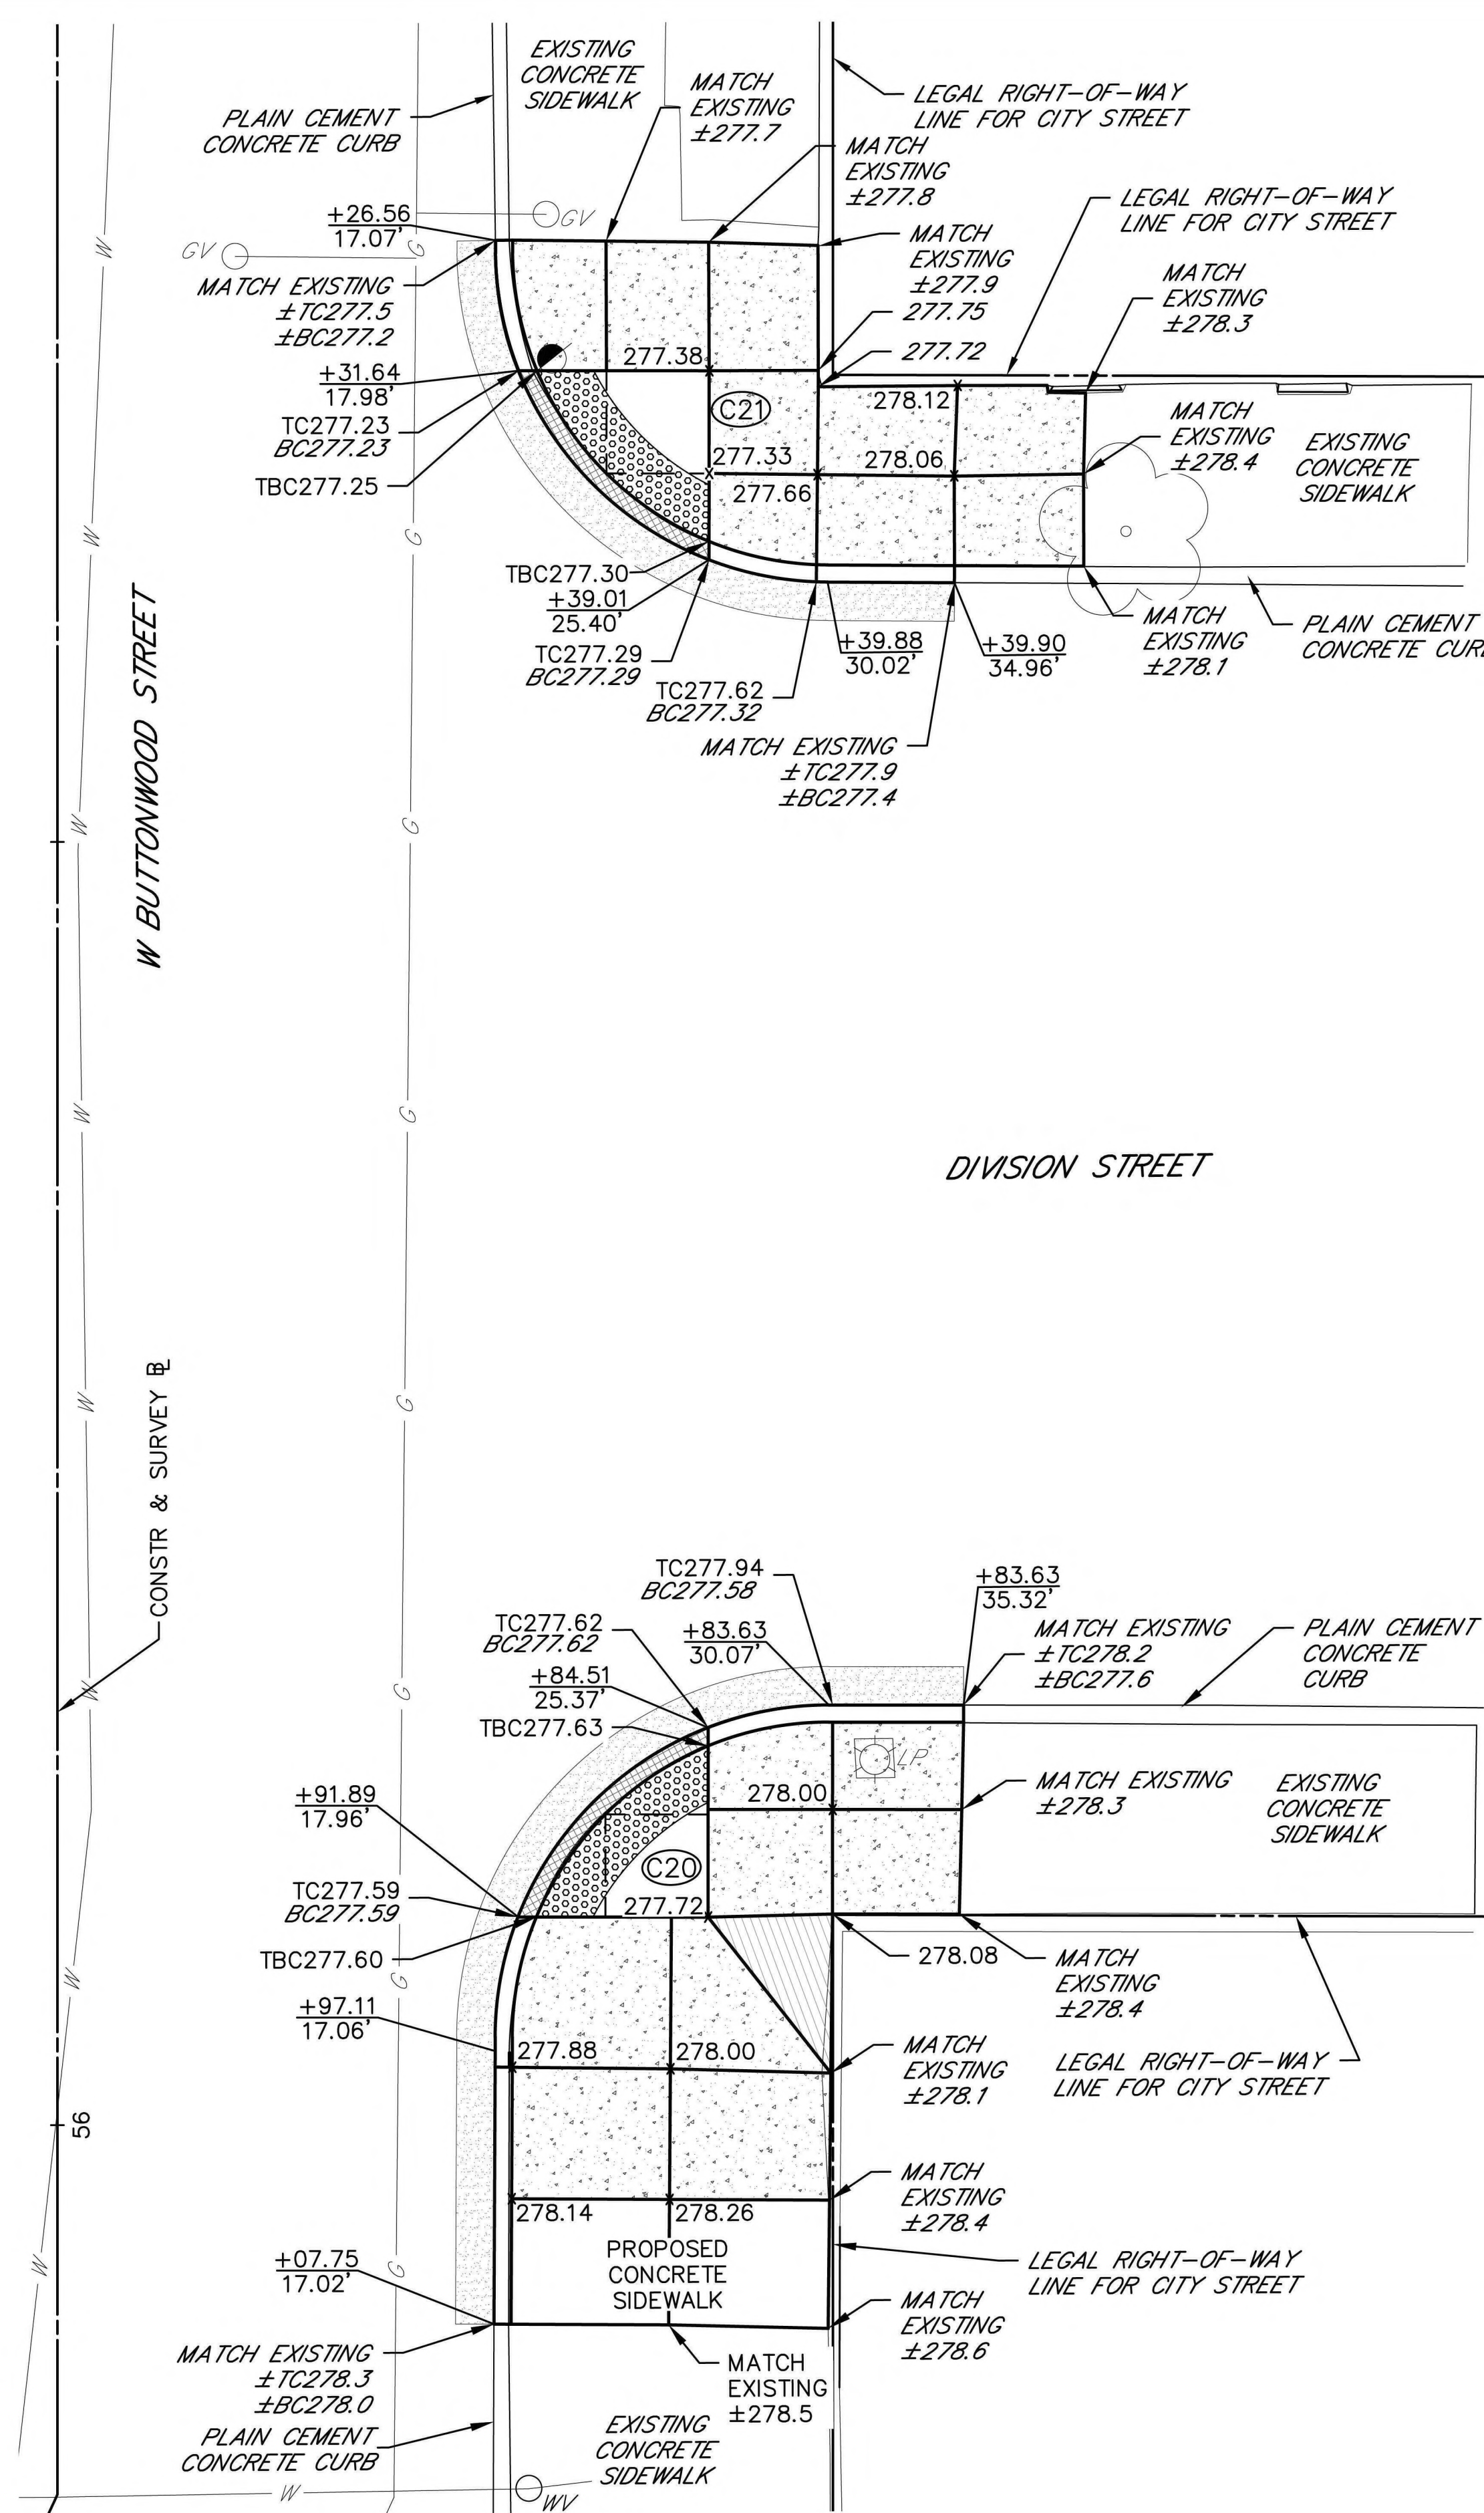 EXISTING
CONCRETE
SIDEWALK
MATCH
EXISTING
±277.7
PLAIN CEMENT
CONCRETE CURB
LEGAL RIGHT-OF-WAY
LINE FOR CITY STREET
MATCH
EXISTING
±277.8
LEGAL RIGHT-OF-WAY
LINE FOR CITY STREET
+26.56
17.07'
GV
GV
G
W
MATCH
EXISTING
±277.9
MATCH EXISTING
±TC277.5
±BC277.2
MATCH
EXISTING
±278.3
277.75
277.72
277.38
+31.64
17.98'
TC277.23
BC277.23
TBC277.25
C21
278.12
MATCH
EXISTING
±278.4
EXISTING
CONCRETE
SIDEWALK
277.33
278.06
277.66
W
G
TBC277.30
+39.01
25.40'
TC277.29
BC277.29
TC277.62
BC277.32
+39.88
30.02'
+39.90
34.96'
MATCH
EXISTING
±278.1
PLAIN CEMENT
CONCRETE CUR
MATCH EXISTING
±TC277.9
±BC277.4
W BUTTONWOOD STREET
W
G
W
G
DIVISION STREET
CONSTR & SURVEY BL
W
G
TC277.94
BC277.58
+83.63
35.32'
TC277.62
BC277.62
+83.63
30.07'
MATCH EXISTING
±TC278.2
±BC277.6
PLAIN CEMENT
CONCRETE
CURB
+84.51
25.37'
TBC277.63
W
G
LP
278.00
MATCH EXISTING
±278.3
EXISTING
CONCRETE
SIDEWALK
+91.89
17.96'
C20
277.72
TC277.59
BC277.59
TBC277.60
278.08
MATCH
EXISTING
±278.4
W
G
+97.11
17.06'
277.88
278.00
MATCH
EXISTING
±278.1
LEGAL RIGHT-OF-WAY
LINE FOR CITY STREET
56
278.14
278.26
MATCH
EXISTING
±278.4
PROPOSED
CONCRETE
SIDEWALK
LEGAL RIGHT-OF-WAY
LINE FOR CITY STREET
W
G
+07.75
17.02'
MATCH
EXISTING
±278.6
MATCH EXISTING
±TC278.3
±BC278.0
MATCH
EXISTING
±278.5
PLAIN CEMENT
CONCRETE CURB
EXISTING
CONCRETE
SIDEWALK
W
WV